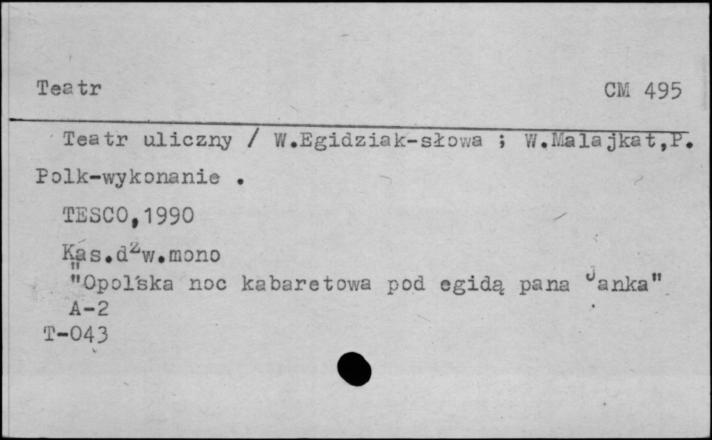 Teatr CM 495
Teatr uliczny / W.Egidziak-słowa ; W.Malajkat,P.
Polk-wykonanie .
TESCO,1990
Kas.dźw.mono
"Opolska noc kabaretowa pod egidą pana Janka"
A-2
T-043